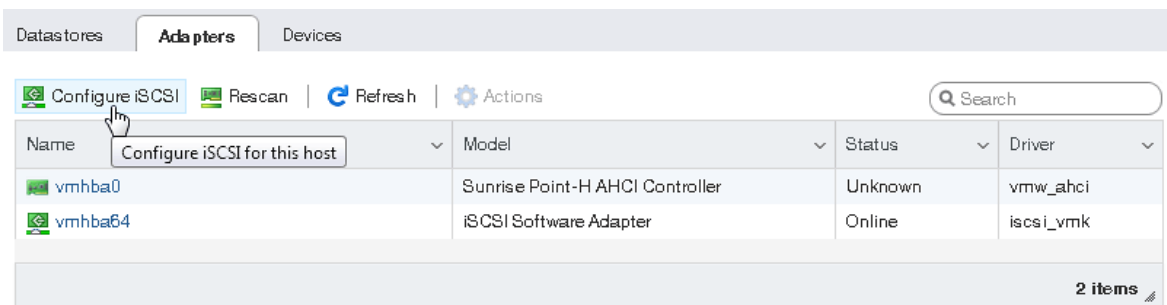 Datastores Adapters Devices
Configure iSCSI Rescan Refresh Actions Search
Name Model Status Driver
Configure iSCSI for this host
vmhba0 Sunrise Point-H AHCI Controller Unknown vmw_ahci
vmhba64 iSCSI Software Adapter Online iscsi_vmk
2 items